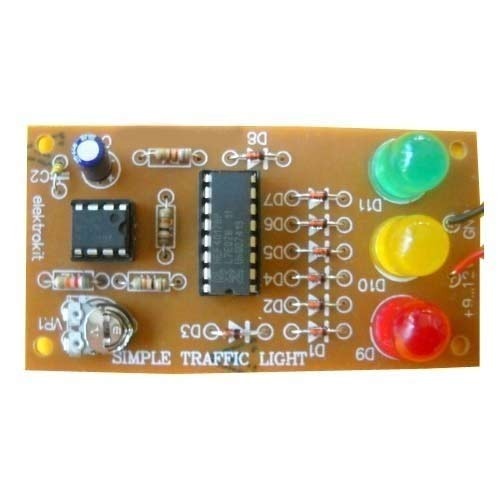 D8
C2
elektrokit
D7
D6
D5
D4
D2
D3
D1
VR1
D11
GND
D10
+9...12
D9
SIMPLE TRAFFIC LIGHT